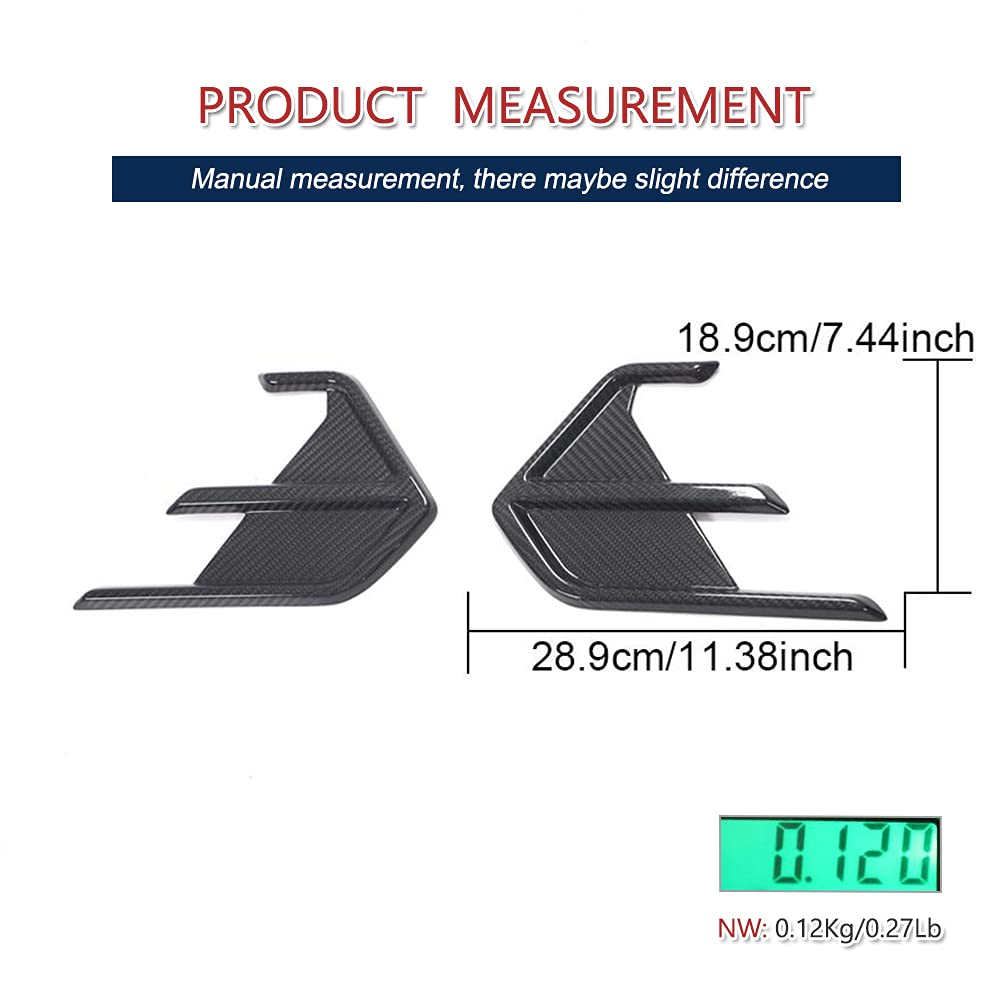 PRODUCT MEASUREMENT
Manual measurement, there maybe slight difference
18.9cm/7.44inch
28.9cm/11.38inch
0.120
NW: 0.12Kg/0.27Lb